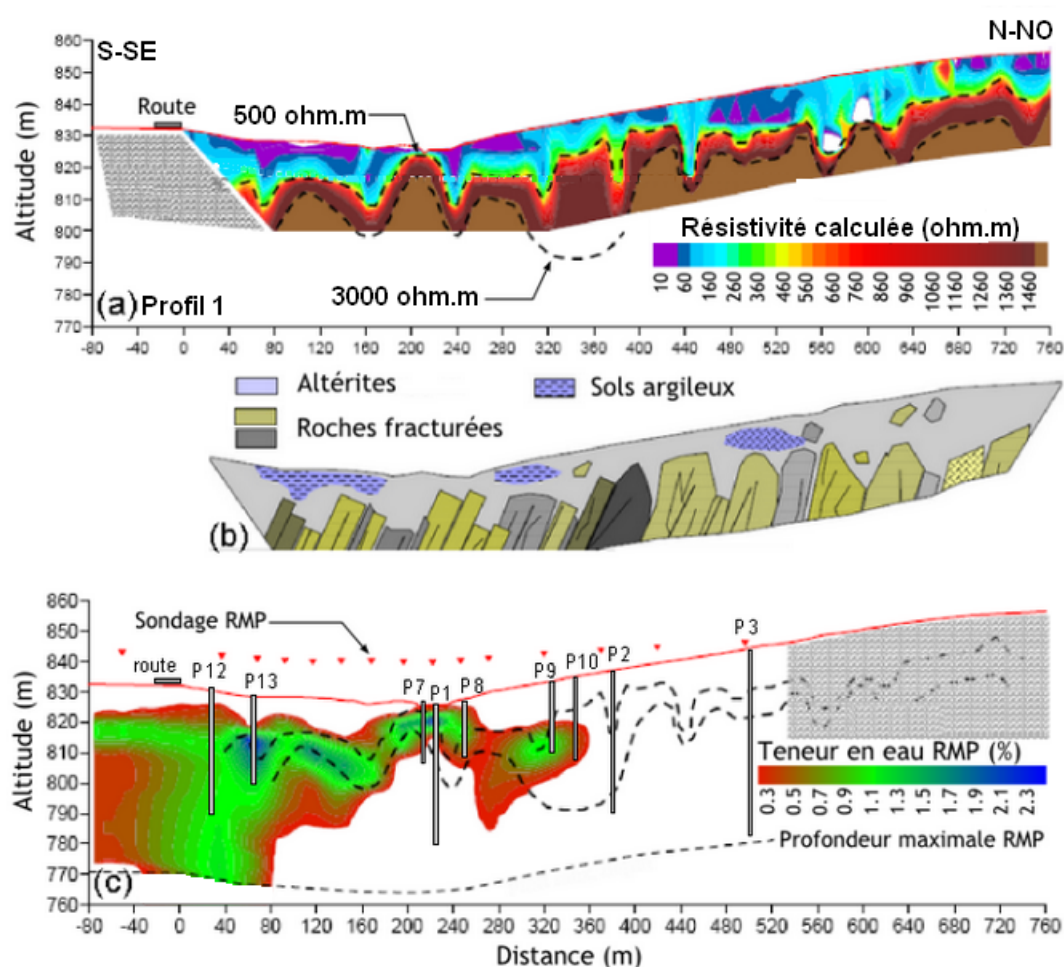 S-SE
N-NO
Route
500 ohm.m
3000 ohm.m
Résistivité calculée (ohm.m)
10 60 160 260 360 460 560 660 760 860 960 1060 1160 1260 1360 1460
Altitude (m)
860
850
840
830
820
810
800
790
780
770
(a) Profil 1
-80 -40 0 40 80 120 160 200 240 280 320 360 400 440 480 520 560 600 640 680 720 760
Altérites
Sols argileux
Roches fracturées
(b)
Altitude (m)
860
850
840
830
820
810
800
790
780
770
760
Sondage RMP
route
P12
P13
P7
P1
P8
P9
P10
P2
P3
Teneur en eau RMP (%)
0.3 0.5 0.7 0.9 1.1 1.3 1.5 1.7 1.9 2.1 2.3
Profondeur maximale RMP
(c)
-80 -40 0 40 80 120 160 200 240 280 320 360 400 440 480 520 560 600 640 680 720 760
Distance (m)